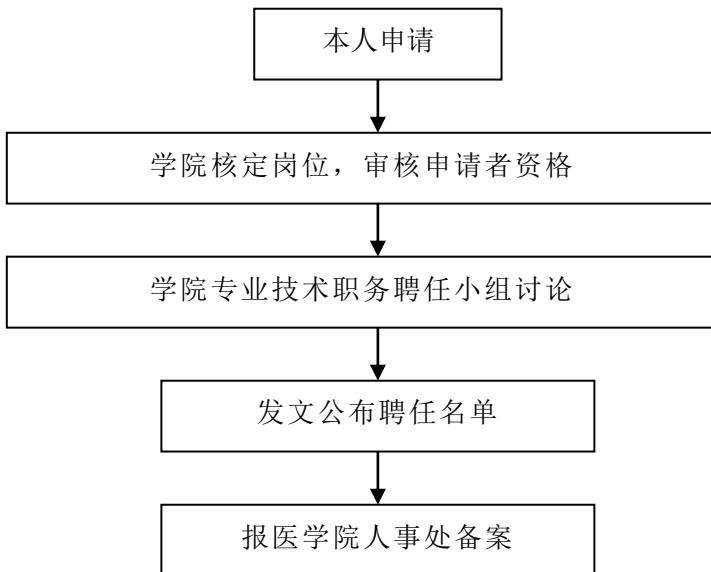 本人申请
学院核定岗位，审核申请者资格
学院专业技术职务聘任小组讨论
发文公布聘任名单
报医学院人事处备案